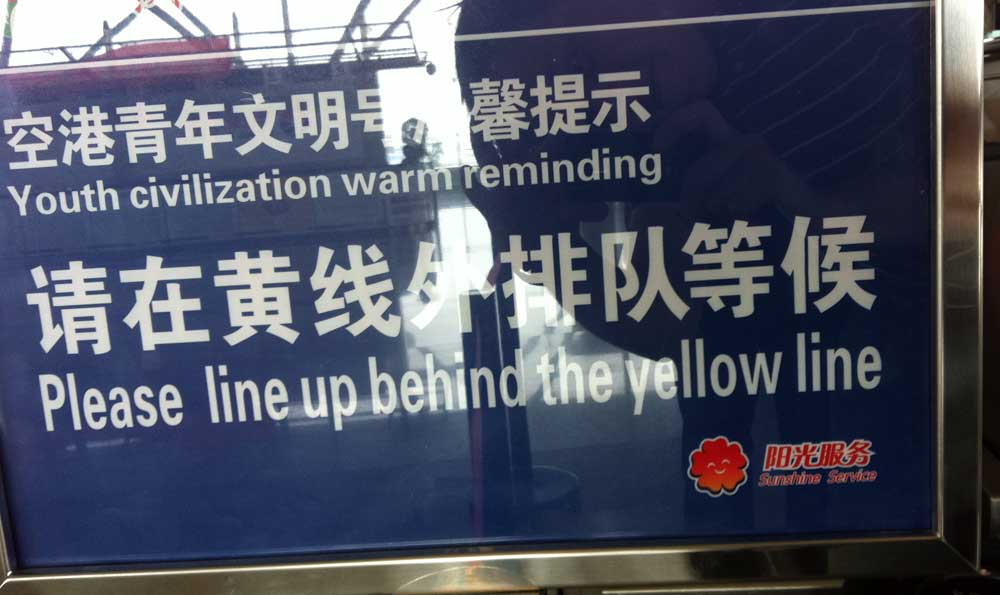 空港青年文明号 馨提示
Youth civilization warm reminding
请在黄线外排队等候
Please line up behind the yellow line
阳光服务
Sunshine Service